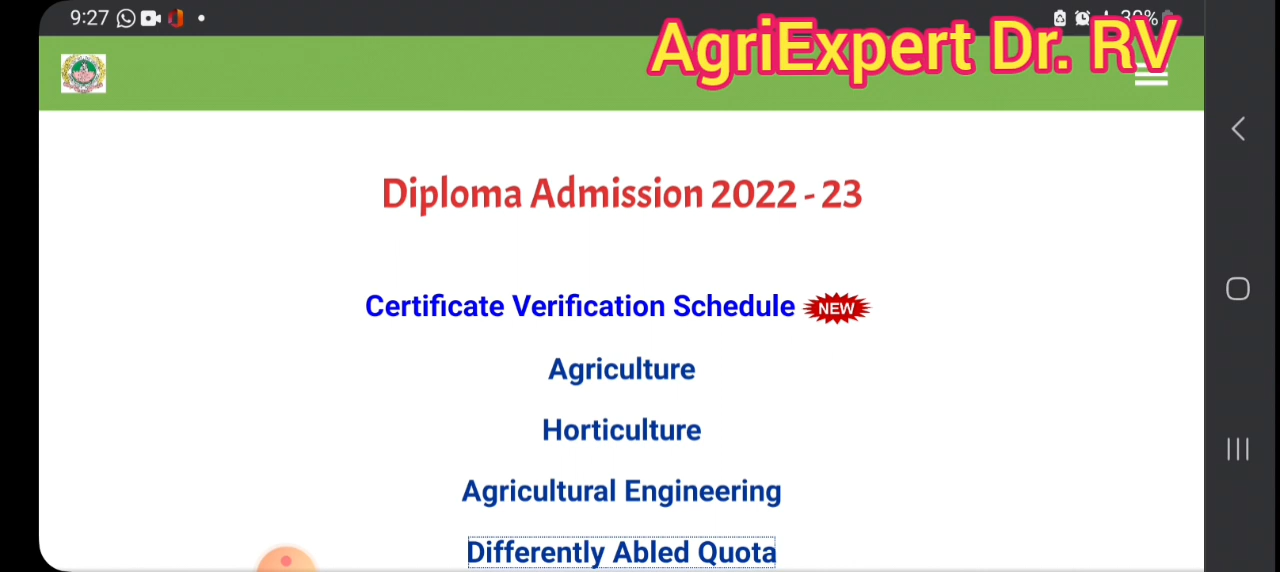 9:27
39%
AgriExpert Dr. RV
Diploma Admission 2022 - 23
Certificate Verification Schedule NEW
Agriculture
Horticulture
Agricultural Engineering
Differently Abled Quota